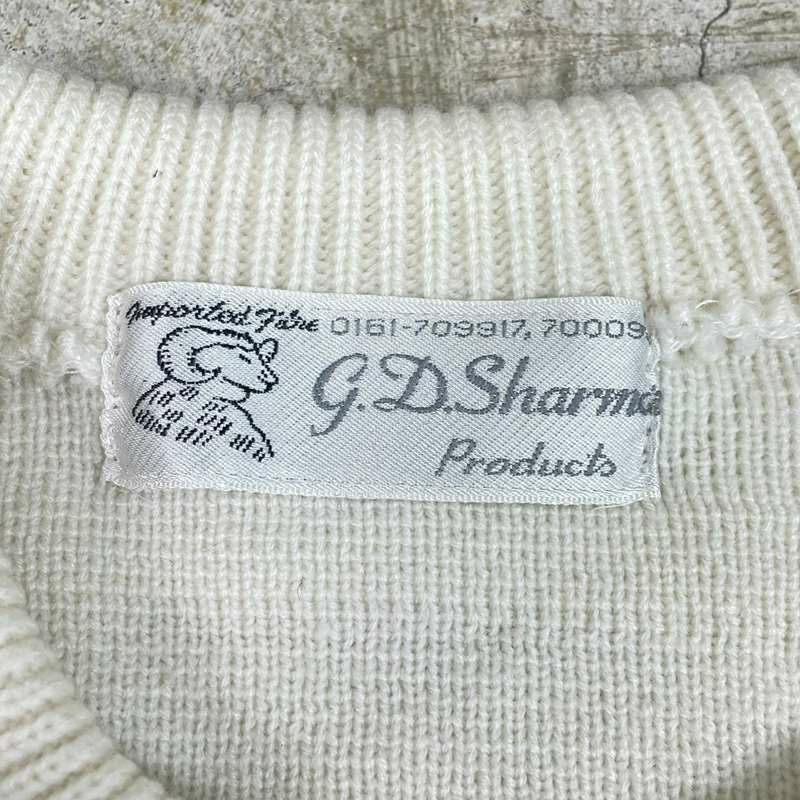 Imported Fibre 0161-709917, 70009
G.D.Sharma
Products